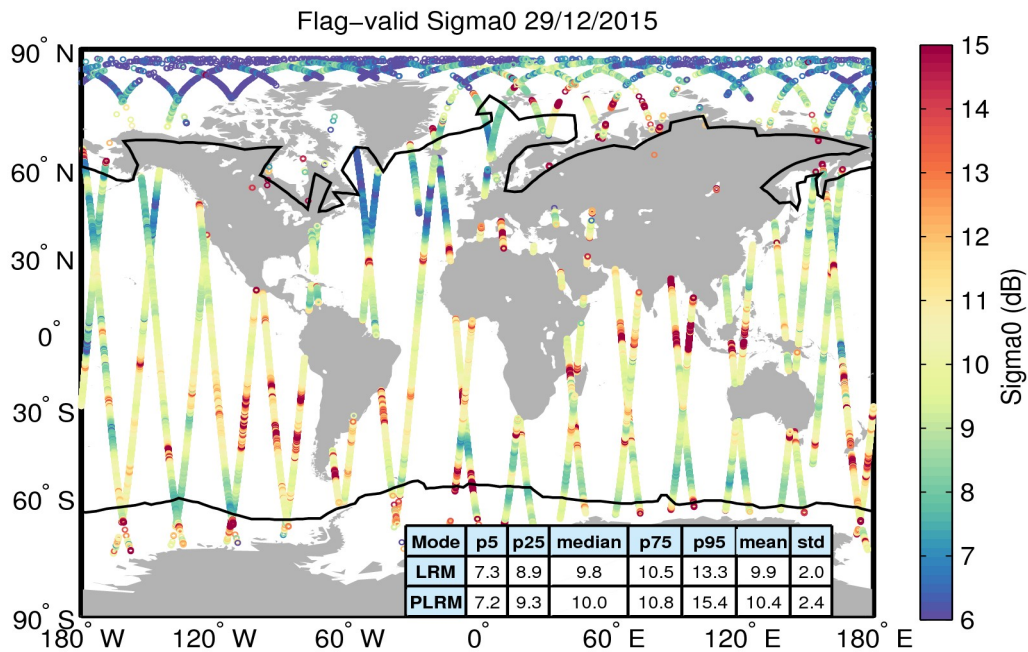 Flag−valid Sigma0 29/12/2015
90° N
60° N
30° N
0°
30° S
60° S
90° S
180° W
120° W
60° W
0°
60° E
120° E
180° E
15
14
13
12
11
10
9
8
7
6
Sigma0 (dB)
Mode p5 p25 median p75 p95 mean std
LRM 7.3 8.9 9.8 10.5 13.3 9.9 2.0
PLRM 7.2 9.3 10.0 10.8 15.4 10.4 2.4